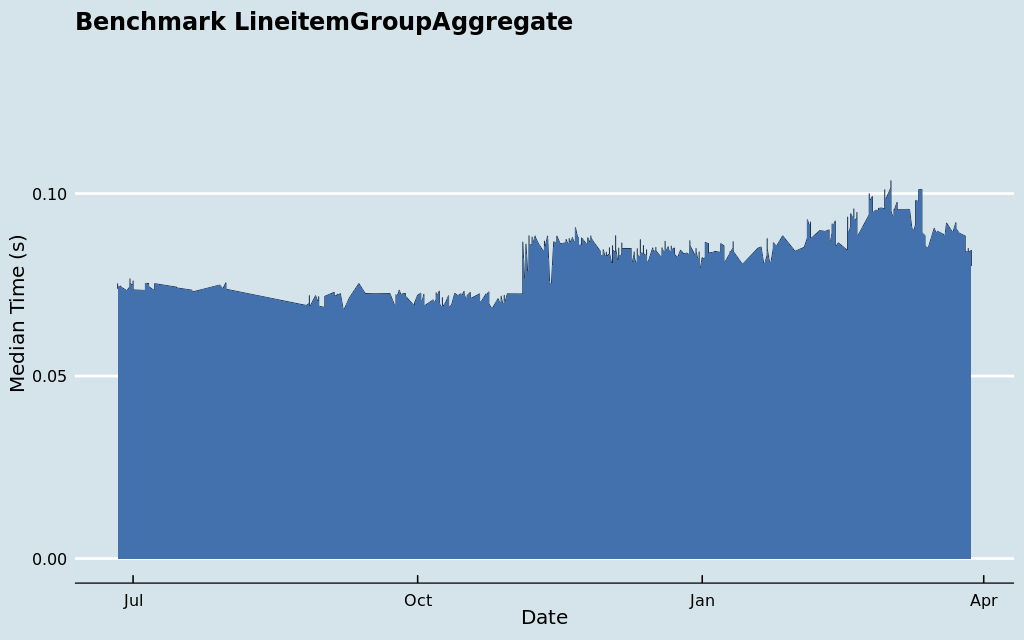 Benchmark LineitemGroupAggregate
Median Time (s)
0.10
0.05
0.00
Jul Oct Jan Apr
Date